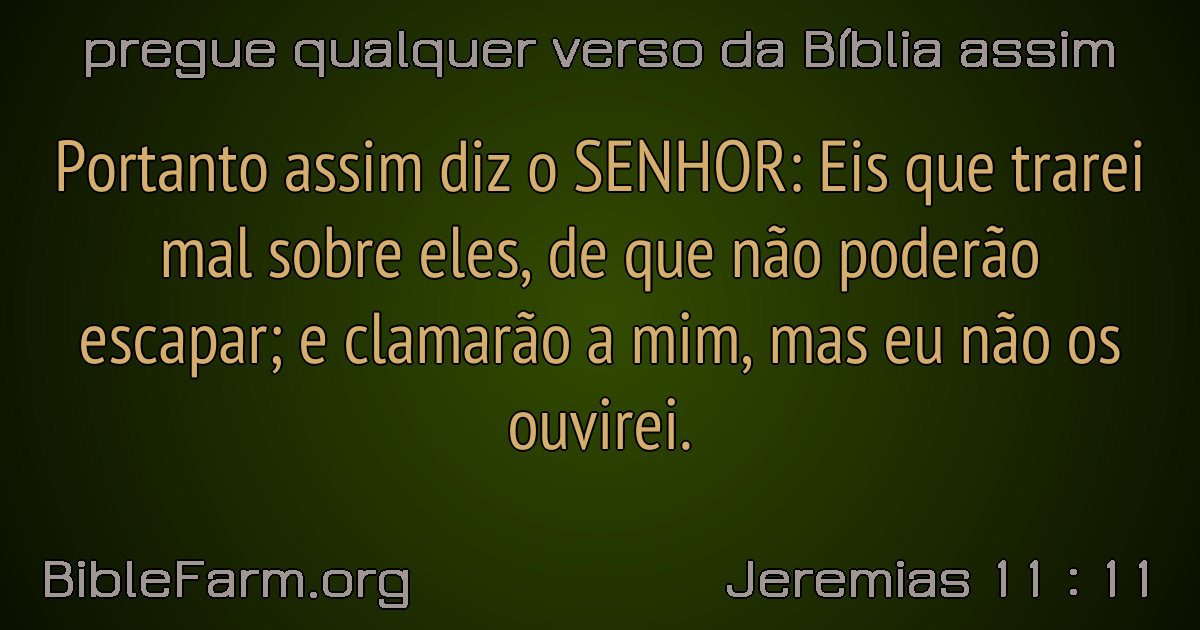 pregue qualquer verso da Bíblia assim
Portanto assim diz o SENHOR: Eis que trarei
mal sobre eles, de que não poderão
escapar; e clamarão a mim, mas eu não os
ouvirei.
BibleFarm.org
Jeremias 11 : 11